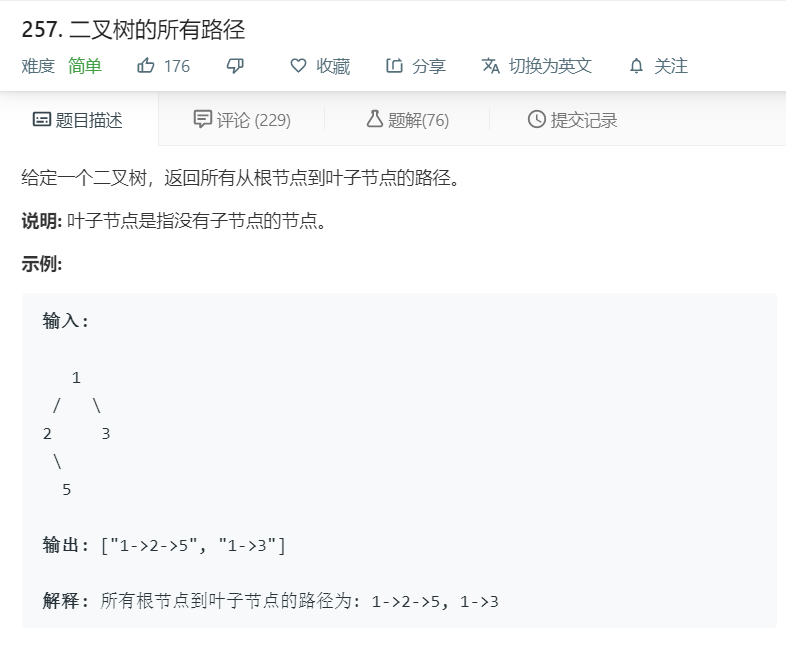 257. 二叉树的所有路径
难度 简单 176 收藏 分享 切换为英文 关注
题目描述 评论 (229) 题解(76) 提交记录
给定一个二叉树，返回所有从根节点到叶子节点的路径。
说明: 叶子节点是指没有子节点的节点。
示例:
输入:
1
/ \
2 3
\
5
输出: ["1->2->5", "1->3"]
解释: 所有根节点到叶子节点的路径为: 1->2->5, 1->3